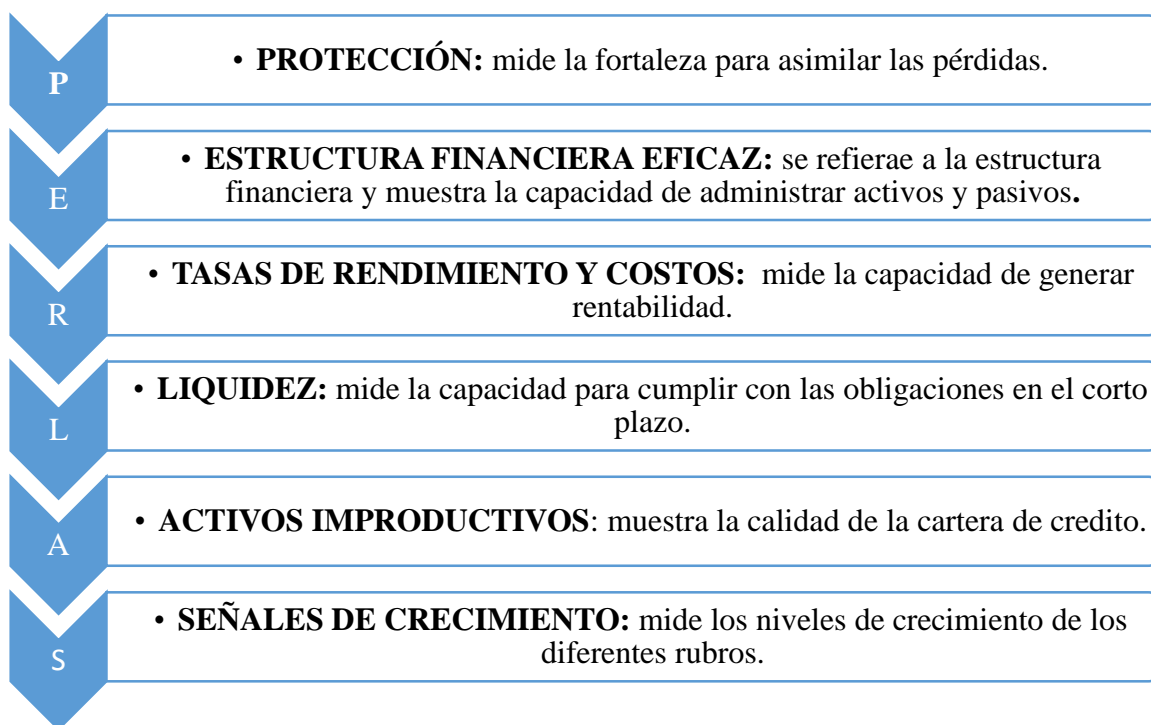 P
• PROTECCIÓN: mide la fortaleza para asimilar las pérdidas.
E
• ESTRUCTURA FINANCIERA EFICAZ: se refierae a la estructura
financiera y muestra la capacidad de administrar activos y pasivos.
R
• TASAS DE RENDIMIENTO Y COSTOS: mide la capacidad de generar
rentabilidad.
L
• LIQUIDEZ: mide la capacidad para cumplir con las obligaciones en el corto
plazo.
A
• ACTIVOS IMPRODUCTIVOS: muestra la calidad de la cartera de credito.
S
• SEÑALES DE CRECIMIENTO: mide los niveles de crecimiento de los
diferentes rubros.